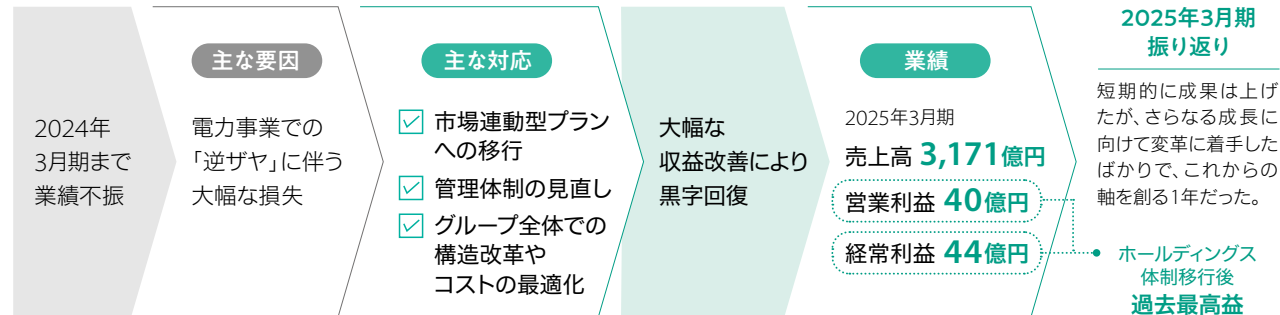 2024年
3月期まで
業績不振
主な要因
電力事業での
「逆ザヤ」に伴う
大幅な損失
主な対応
市場連動型プラン
への移行
管理体制の見直し
グループ全体での
構造改革や
コストの最適化
大幅な
収益改善により
黒字回復
業績
2025年3月期
売上高 3,171億円
営業利益 40億円
経常利益 44億円
2025年3月期
振り返り
短期的に成果は上げ
たが、さらなる成長に
向けて変革に着手した
ばかりで、これからの
軸を創る1年だった。
ホールディングス
体制移行後
過去最高益